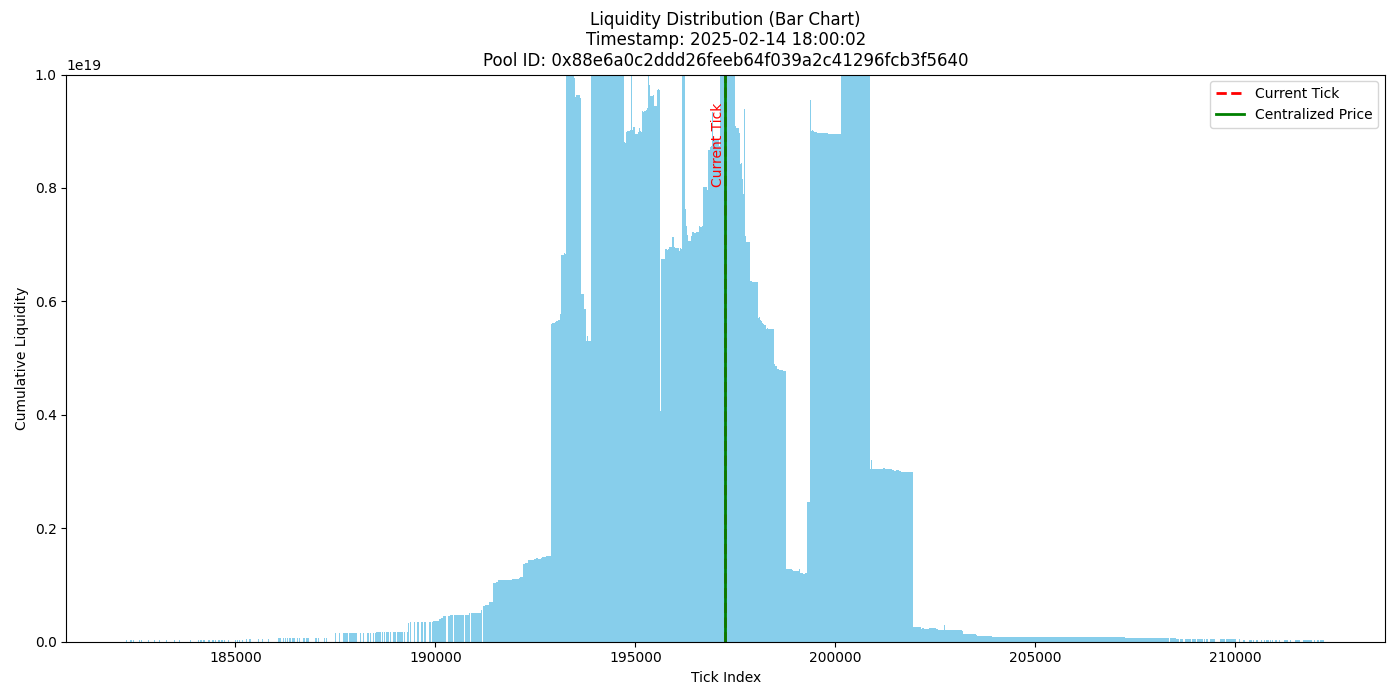 Liquidity Distribution (Bar Chart)
Timestamp: 2025-02-14 18:00:02
Pool ID: 0x88e6a0c2ddd26feeb64f039a2c41296fcb3f5640
1e19
1.0
0.8
0.6
0.4
0.2
0.0
Cumulative Liquidity
Current Tick
Current Tick
Centralized Price
185000
190000
195000
200000
205000
210000
Tick Index